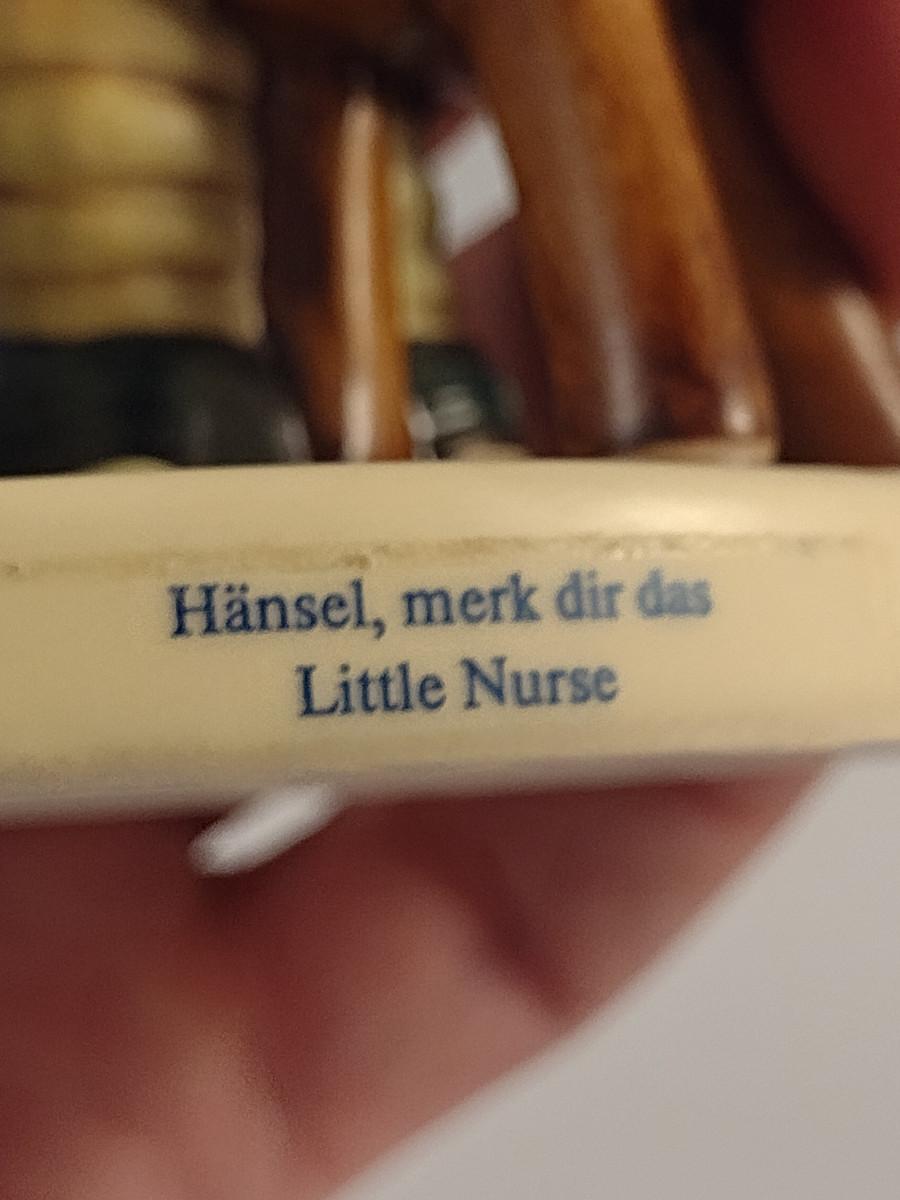 Hänsel, merk dir das
Little Nurse